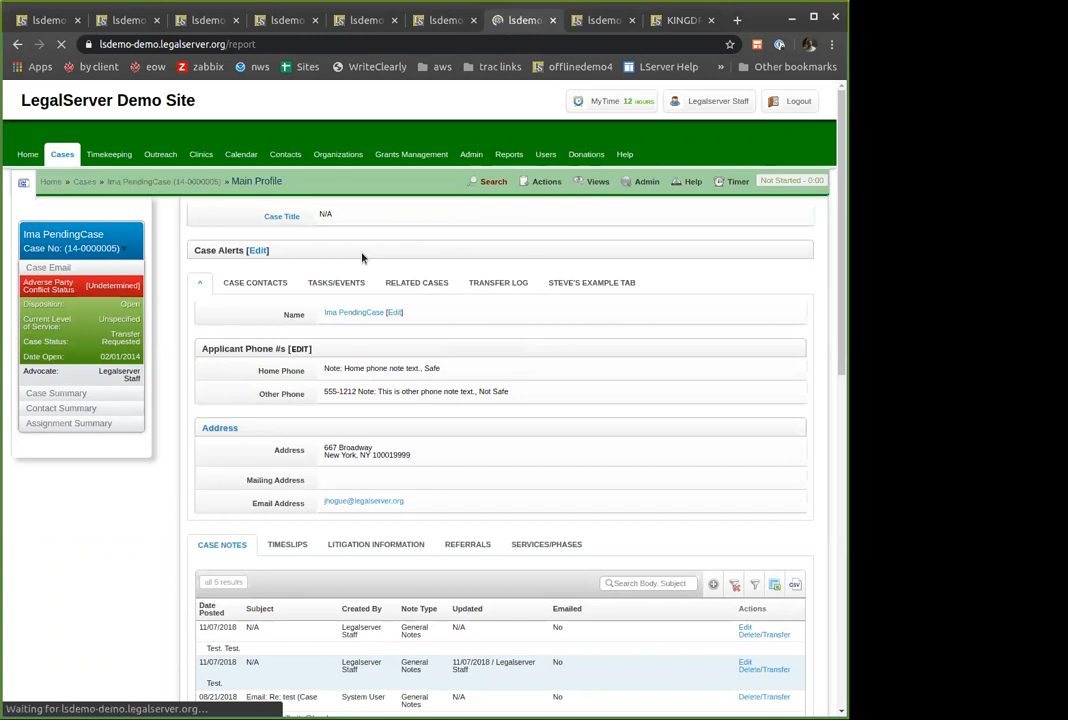 lsdemo
lsdemo
lsdemo
lsdemo
lsdemo
lsdemo
lsdemo
lsdemo
KINGD
lsdemo-demo.legalserver.org/report
Apps
by client
eow
zabbix
nws
Sites
WriteClearly
aws
trac links
offlinedemo4
LServer Help
»
Other bookmarks
LegalServer Demo Site
MyTime 12 HOURS
Legalserver Staff
Logout
Home
Cases
Timekeeping
Outreach
Clinics
Calendar
Contacts
Organizations
Grants Management
Admin
Reports
Users
Donations
Help
Home » Cases » Ima PendingCase (14-0000005) » Main Profile
Search
Actions
Views
Admin
Help
Timer
Not Started - 0:00
Ima PendingCase
Case No: (14-0000005)
Case Email
Adverse Party
Conflict Status
[Undetermined]
Disposition:
Open
Current Level
of Service:
Unspecified
Case Status:
Transfer
Requested
Date Open:
02/01/2014
Advocate:
Legalserver
Staff
Case Summary
Contact Summary
Assignment Summary
Case Title
N/A
Case Alerts [Edit]
^
CASE CONTACTS
TASKS/EVENTS
RELATED CASES
TRANSFER LOG
STEVE'S EXAMPLE TAB
Name
Ima PendingCase [Edit]
Applicant Phone #s [EDIT]
Home Phone
Note: Home phone note text., Safe
Other Phone
555-1212 Note: This is other phone note text., Not Safe
Address
Address
667 Broadway
New York, NY 100019999
Mailing Address
Email Address
jhogue@legalserver.org
CASE NOTES
TIMESLIPS
LITIGATION INFORMATION
REFERRALS
SERVICES/PHASES
all 5 results
Search Body, Subject
CSV
Date
Posted
Subject
Created By
Note Type
Updated
Emailed
Actions
11/07/2018
N/A
Legalserver
Staff
General
Notes
N/A
No
Edit
Delete/Transfer
Test. Test.
11/07/2018
N/A
Legalserver
Staff
General
Notes
11/07/2018 / Legalserver
Staff
No
Edit
Delete/Transfer
Test.
08/21/2018
Email: Re: test (Case
System User
General
Notes
N/A
No
Delete/Transfer
Waiting for lsdemo-demo.legalserver.org...